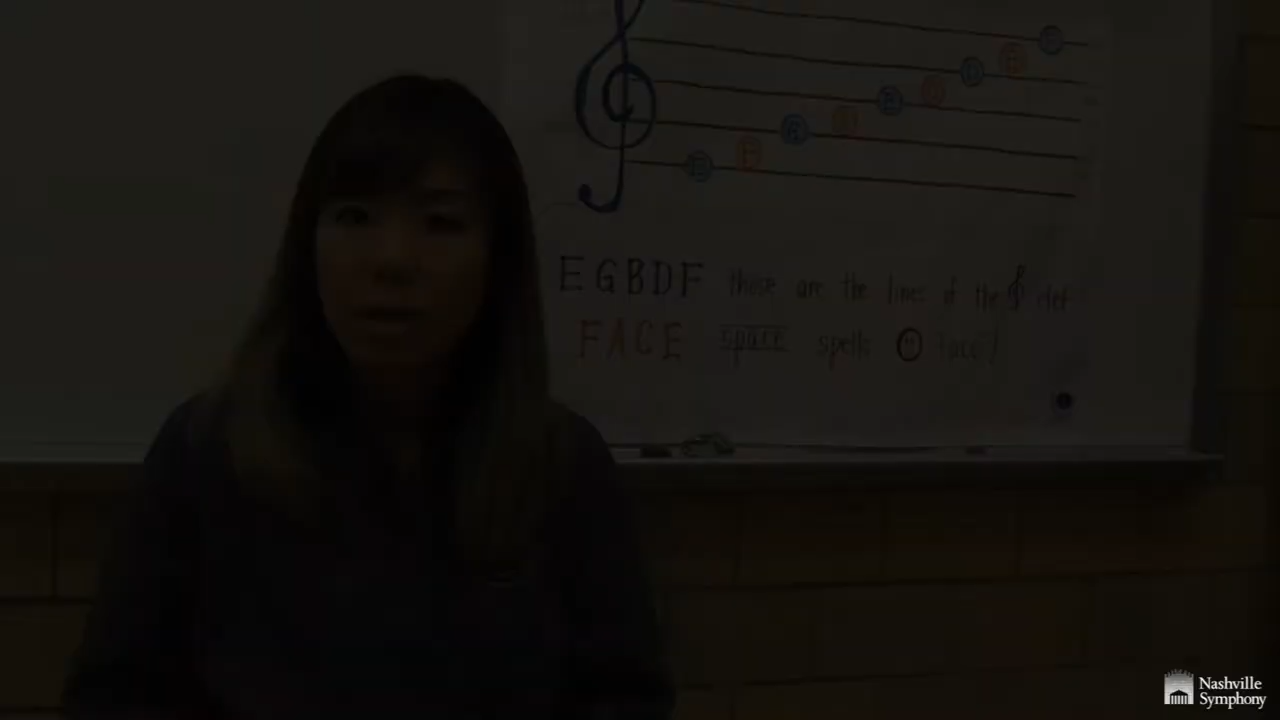 EGBDF these are the lines of the clef
FACE space spells face!
Nashville
Symphony